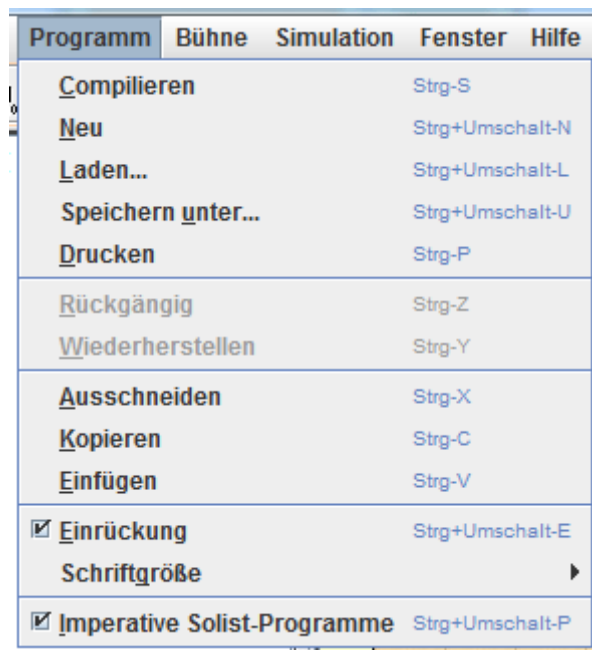 Programm Bühne Simulation Fenster Hilfe
Compilieren Strg-S
Neu Strg+Umschalt-N
Laden... Strg+Umschalt-L
Speichern unter... Strg+Umschalt-U
Drucken Strg-P
Rückgängig Strg-Z
Wiederherstellen Strg-Y
Ausschneiden Strg-X
Kopieren Strg-C
Einfügen Strg-V
Einrückung Strg+Umschalt-E
Schriftgröße
Imperative Solist-Programme Strg+Umschalt-P